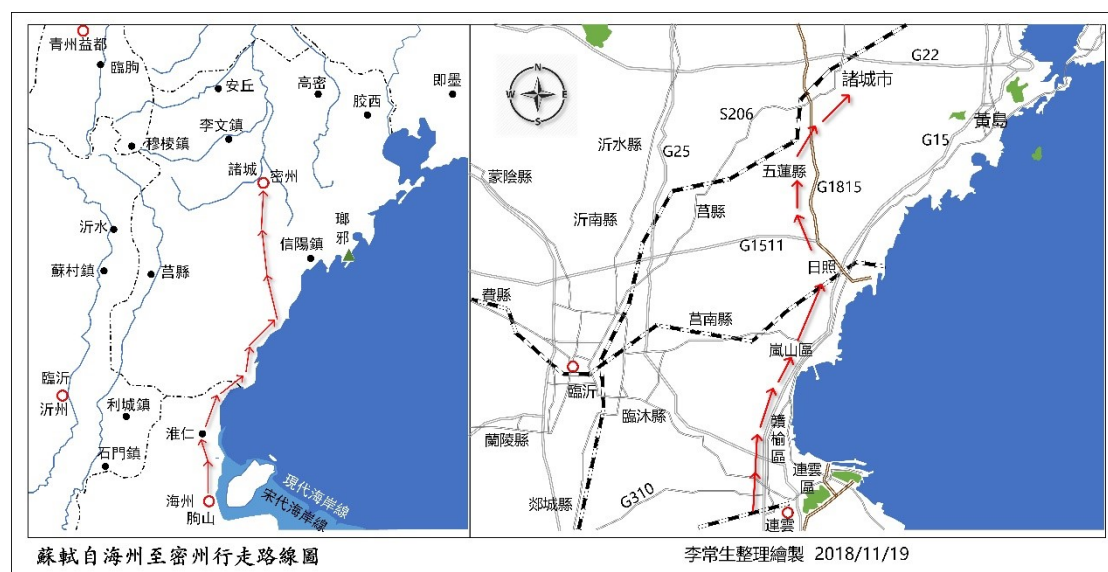 青州益都
臨朐
安丘
高密
即墨
胶西
李文鎮
穆棱鎮
諸城
密州
沂水
瑯邪
信陽鎮
蘇村鎮
莒縣
臨沂
沂州
利城鎮
淮仁
石門鎮
海州
朐山
現代海岸線
宋代海岸線
蘇軾自海州至密州行走路線圖
N
W
E
S
G22
諸城市
S206
黃島
G15
沂水縣
G25
五蓮縣
蒙陰縣
G1815
沂南縣
莒縣
G1511
日照
費縣
莒南縣
嵐山區
臨沂
臨沐縣
贛榆區
蘭陵縣
連雲區
郯城縣
G310
連雲
李常生整理繪製 2018/11/19